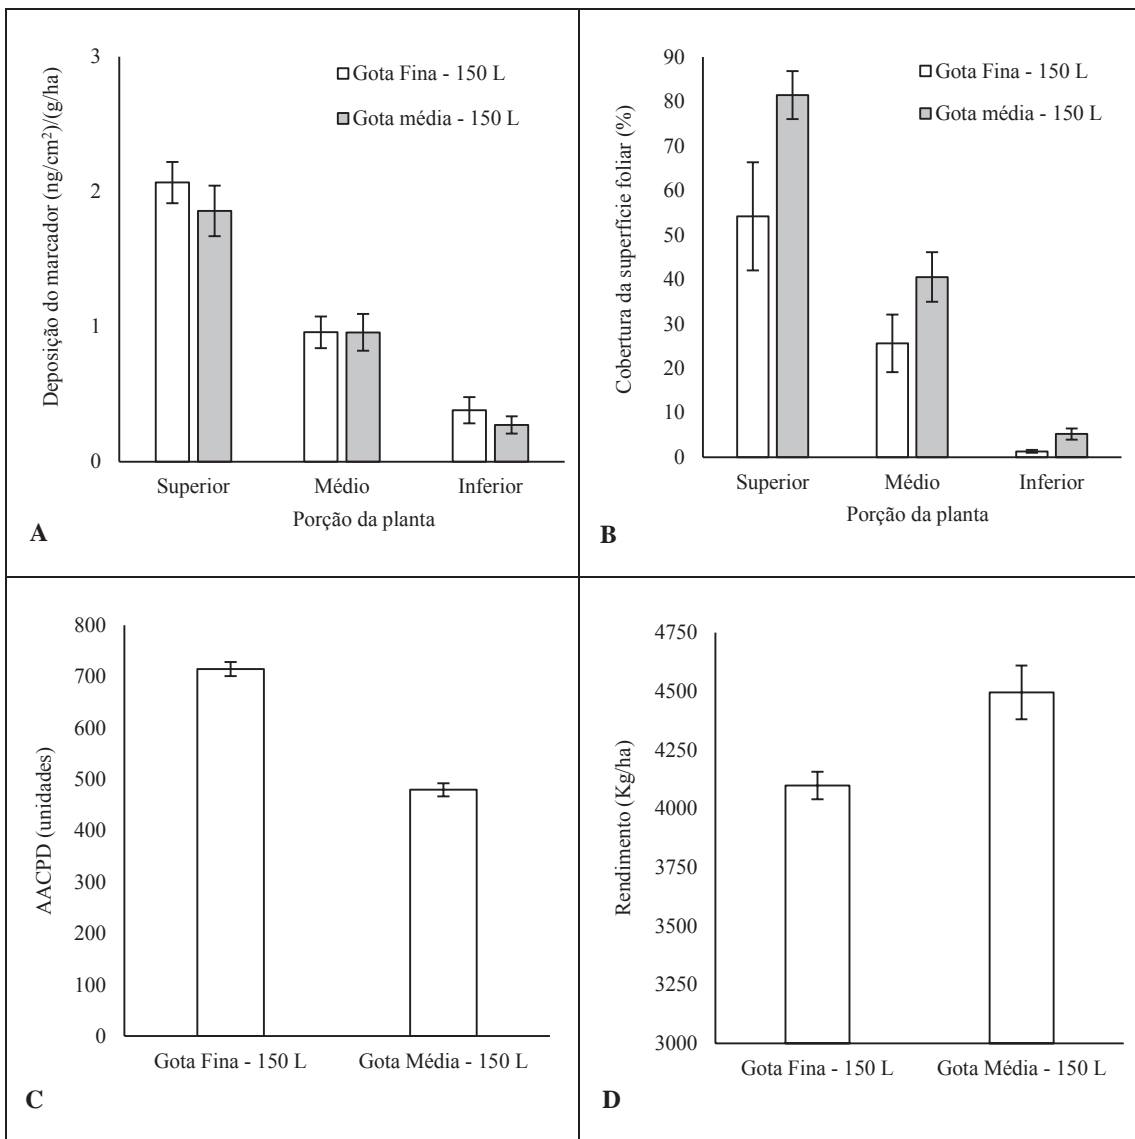 3
2
1
0
Deposição do marcador (ng/cm²)/(g/ha)
Gota Fina - 150 L
Gota média - 150 L
Superior Médio Inferior
Porção da planta
A
90
80
70
60
50
40
30
20
10
0
Cobertura da superfície foliar (%)
Gota Fina - 150 L
Gota média - 150 L
Superior Médio Inferior
Porção da planta
B
800
700
600
500
400
300
200
100
0
AACPD (unidades)
Gota Fina - 150 L Gota Média - 150 L
C
4750
4500
4250
4000
3750
3500
3250
3000
Rendimento (Kg/ha)
Gota Fina - 150 L Gota Média - 150 L
D